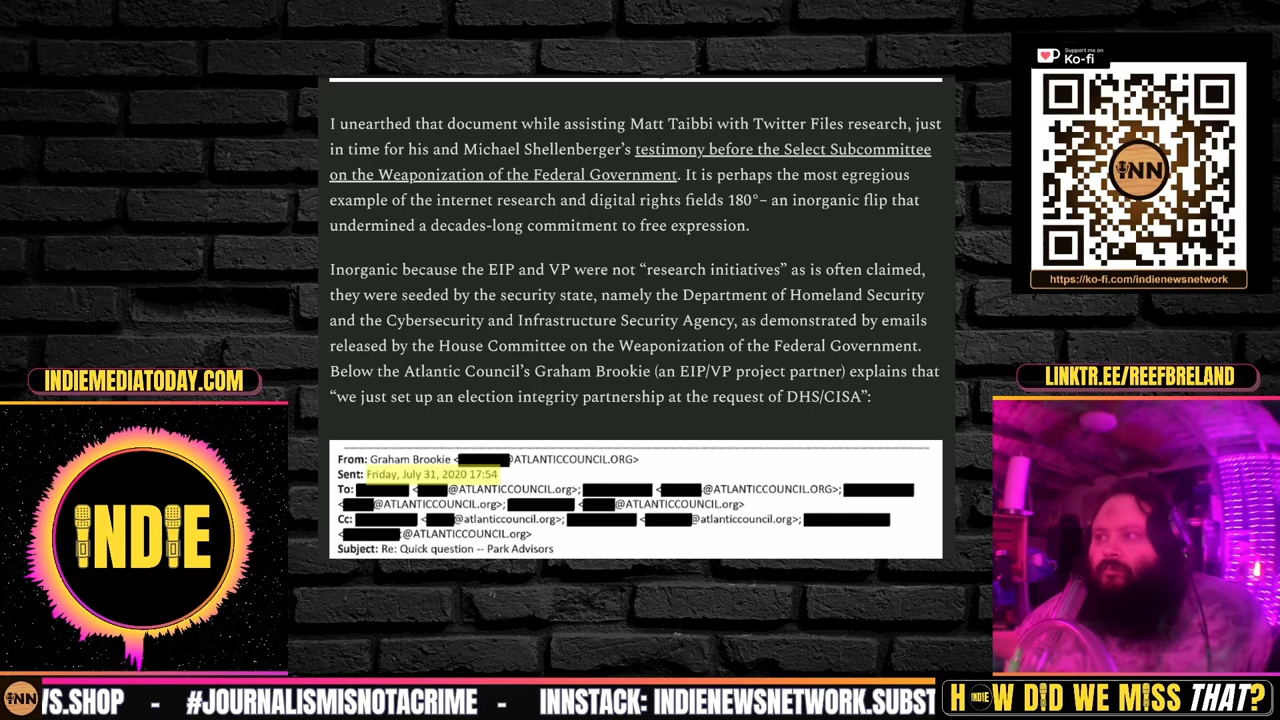 I unearthed that document while assisting Matt Taibbi with Twitter Files research, just
in time for his and Michael Shellenberger’s testimony before the Select Subcommittee
on the Weaponization of the Federal Government. It is perhaps the most egregious
example of the internet research and digital rights fields 180°– an inorganic flip that
undermined a decades-long commitment to free expression.
Inorganic because the EIP and VP were not “research initiatives” as is often claimed,
they were seeded by the security state, namely the Department of Homeland Security
and the Cybersecurity and Infrastructure Security Agency, as demonstrated by emails
released by the House Committee on the Weaponization of the Federal Government.
Below the Atlantic Council’s Graham Brookie (an EIP/VP project partner) explains that
“we just set up an election integrity partnership at the request of DHS/CISA”:
From: Graham Brookie < @ATLANTICCOUNCIL.ORG>
Sent: Friday, July 31, 2020 17:54
To: < @ATLANTICCOUNCIL.org>; < @ATLANTICCOUNCIL.ORG>;
< @ATLANTICCOUNCIL.org>; < @ATLANTICCOUNCIL.org>
Cc: < @atlanticcouncil.org>; < @atlanticcouncil.org>;
< @ATLANTICCOUNCIL.org>
Subject: Re: Quick question -- Park Advisors
Support me on
Ko-fi
INN
https://ko-fi.com/indienewsnetwork
INDIEMEDIATODAY.COM
INDIE
LINKTR.EE/REEFBRELAND
INN
/S.SHOP - #JOURNALISMISNOTACRIME - INNSTACK: INDIENEWSNETWORK.SUBST
HOW DID WE MISS THAT?
INDIE